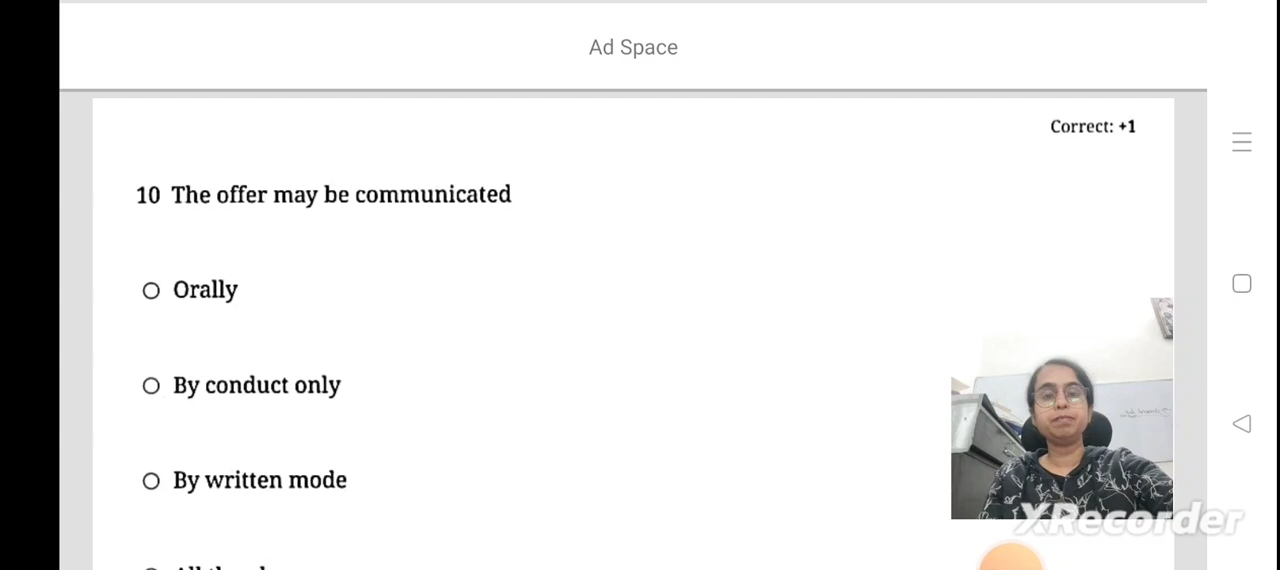 Ad Space
Correct: +1
10 The offer may be communicated
Orally
By conduct only
By written mode
XRecorder